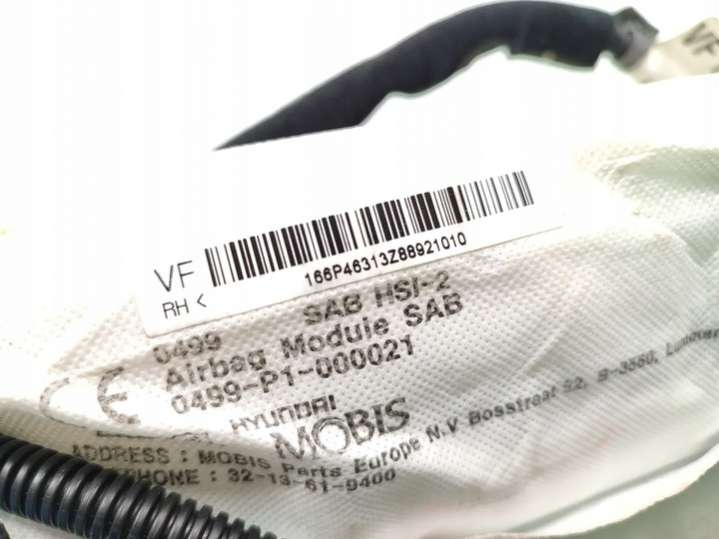 VF
VF
166P46313Z88921010
RH <
0499 SAB HSI-2
Airbag Module SAB
0499-P1-000021
CE
HYUNDAI
MOBIS
ADDRESS : MOBIS Parts Europe N.V Bosstraat 52, B-3560,
PHONE : 32-13-61-9400